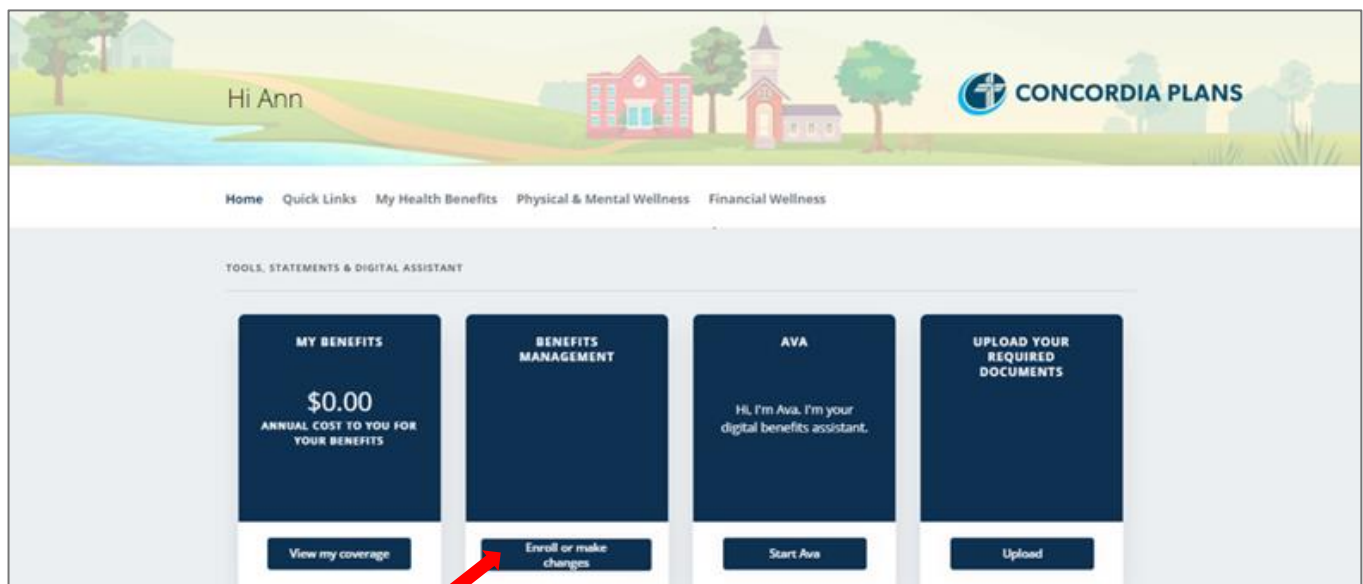 Hi Ann
CONCORDIA PLANS
Home Quick Links My Health Benefits Physical & Mental Wellness Financial Wellness
TOOLS, STATEMENTS & DIGITAL ASSISTANT
MY BENEFITS
$0.00
ANNUAL COST TO YOU FOR
YOUR BENEFITS
View my coverage
BENEFITS
MANAGEMENT
Enroll or make
changes
AVA
Hi, I'm Ava. I'm your
digital benefits assistant.
Start Ava
UPLOAD YOUR
REQUIRED
DOCUMENTS
Upload